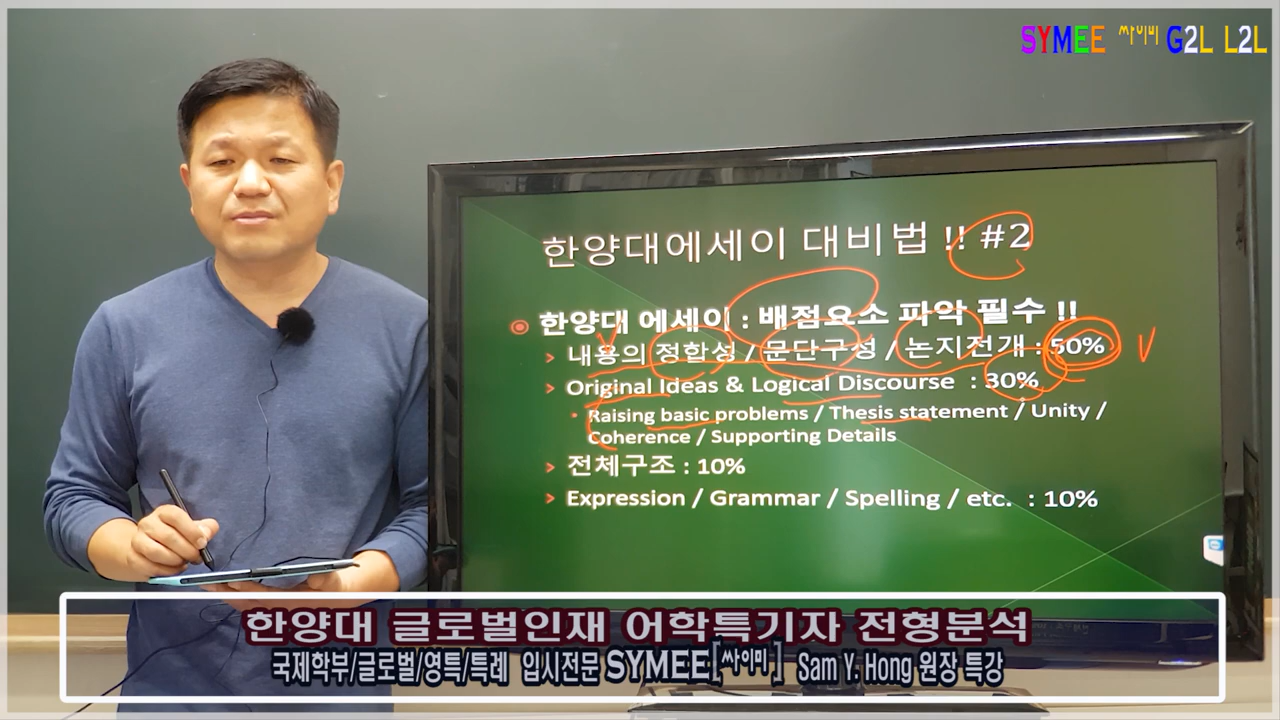 SYMEE 싸이미 G2L L2L
한양대에세이 대비법 !! #2
한양대 에세이 : 배점요소 파악 필수 !!
> 내용의 정합성 / 문단구성 / 논지전개 : 50%
> Original Ideas & Logical Discourse : 30%
• Raising basic problems / Thesis statement / Unity /
Coherence / Supporting Details
> 전체구조 : 10%
> Expression / Grammar / Spelling / etc. : 10%
한양대 글로벌인재 어학특기자 전형분석
국제학부/글로벌/영특/특례 입시전문 SYMEE[싸이미] Sam Y. Hong 원장 특강